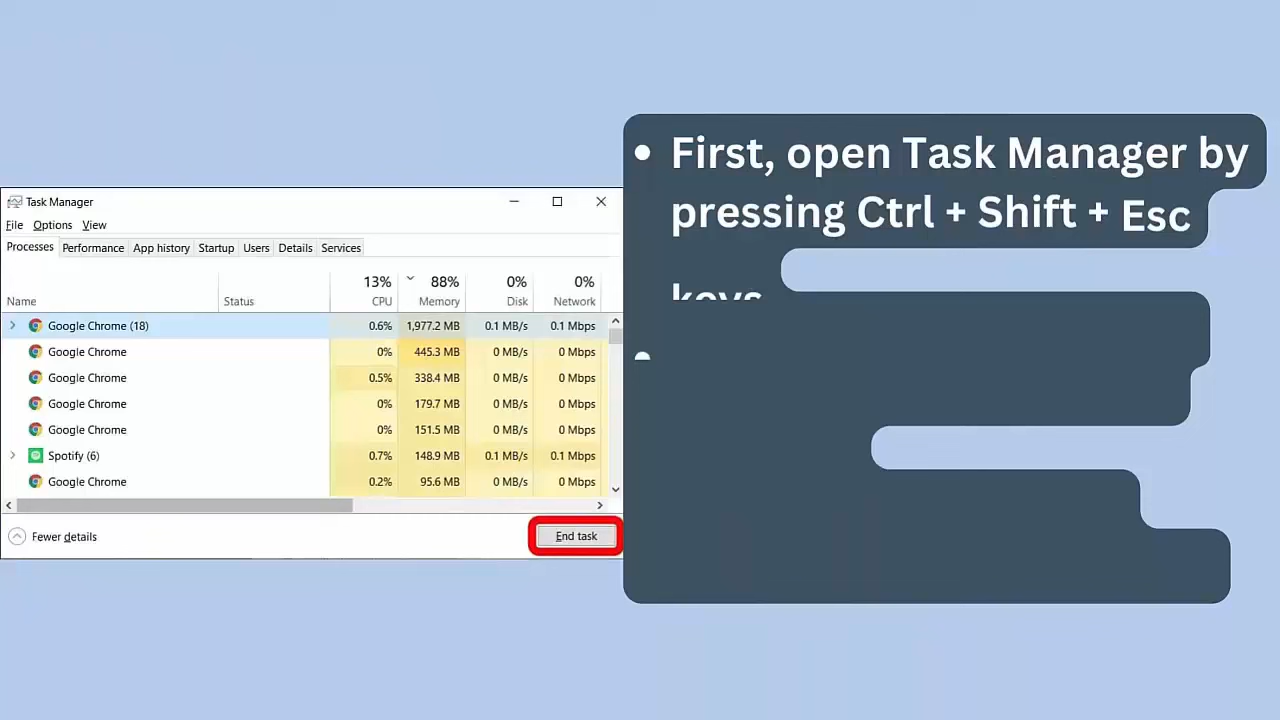 Task Manager
File Options View
Processes Performance App history Startup Users Details Services
13% 88% 0% 0%
Name Status CPU Memory Disk Network
Google Chrome (18) 0.6% 1,977.2 MB 0.1 MB/s 0.1 Mbps
Google Chrome 0% 445.3 MB 0 MB/s 0 Mbps
Google Chrome 0.5% 338.4 MB 0 MB/s 0 Mbps
Google Chrome 0% 179.7 MB 0 MB/s 0 Mbps
Google Chrome 0% 151.5 MB 0 MB/s 0 Mbps
Spotify (6) 0.7% 148.9 MB 0.1 MB/s 0.1 Mbps
Google Chrome 0.2% 95.6 MB 0 MB/s 0 Mbps
Fewer details End task
• First, open Task Manager by
pressing Ctrl + Shift + Esc
keys